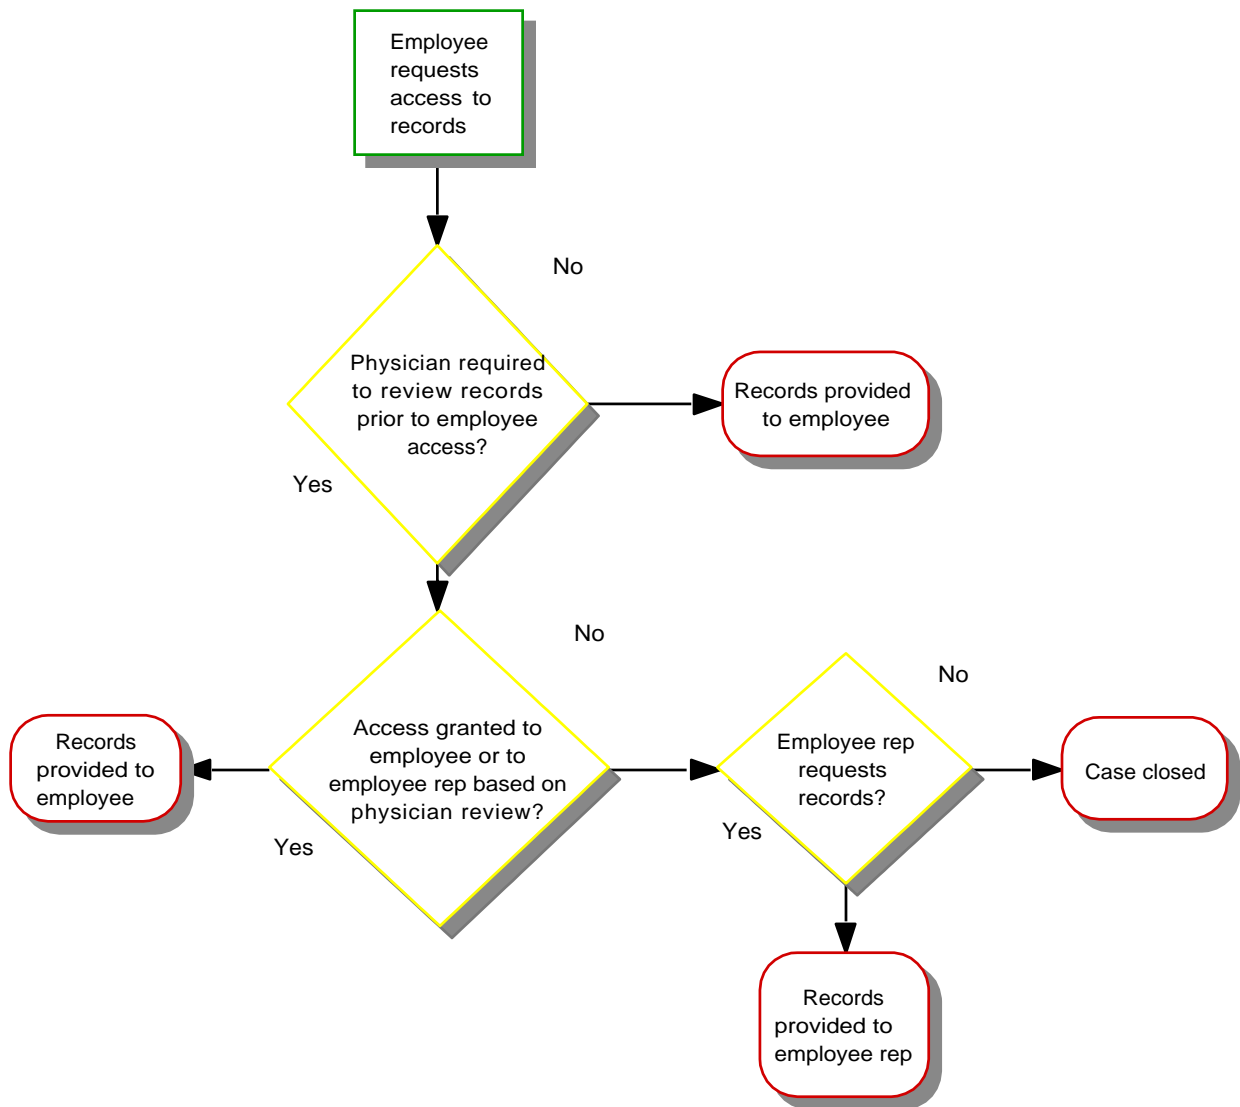 Employee
requests
access to
records
No
Physician required
to review records
prior to employee
access?
Records provided
to employee
Yes
No
Access granted to
employee or to
employee rep based on
physician review?
Records
provided to
employee
Yes
No
Employee rep
requests
records?
Case closed
Yes
Records
provided to
employee rep